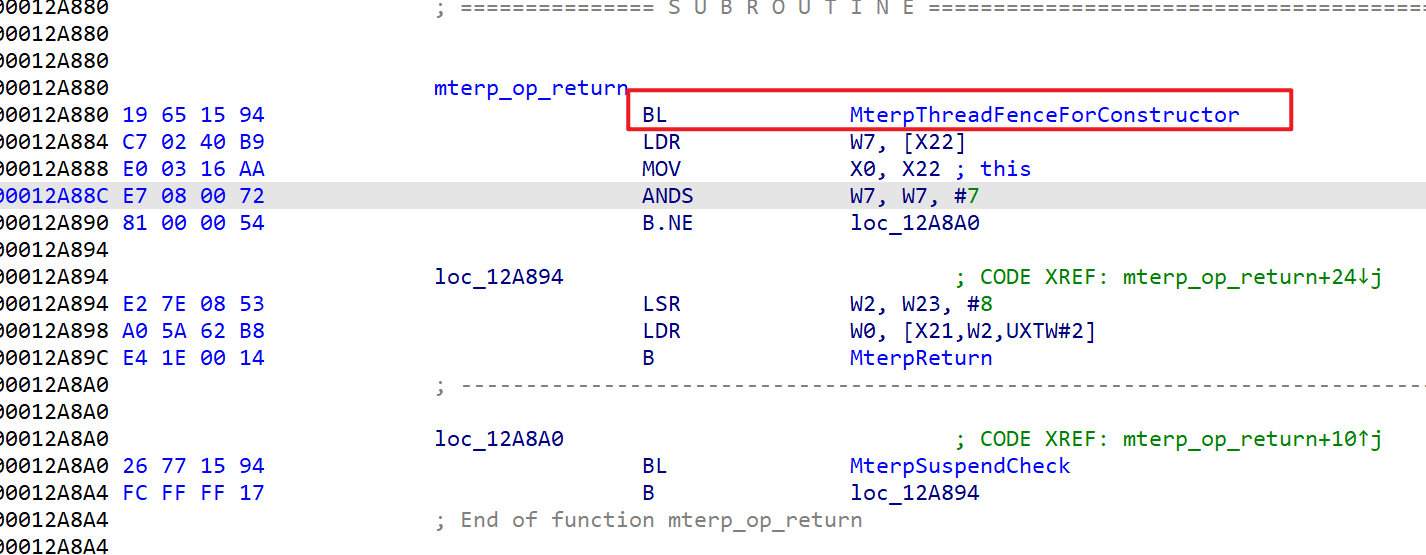 00012A880 ; =============== S U B R O U T I N E =======================================
00012A880
00012A880
00012A880 mterp_op_return
00012A880 19 65 15 94 BL MterpThreadFenceForConstructor
00012A884 C7 02 40 B9 LDR W7, [X22]
00012A888 E0 03 16 AA MOV X0, X22 ; this
00012A88C E7 08 00 72 ANDS W7, W7, #7
00012A890 81 00 00 54 B.NE loc_12A8A0
00012A894
00012A894 loc_12A894 ; CODE XREF: mterp_op_return+24↓j
00012A894 E2 7E 08 53 LSR W2, W23, #8
00012A898 A0 5A 62 B8 LDR W0, [X21,W2,UXTW#2]
00012A89C E4 1E 00 14 B MterpReturn
00012A8A0 ; ---------------------------------------------------------------------------
00012A8A0
00012A8A0 loc_12A8A0 ; CODE XREF: mterp_op_return+10↑j
00012A8A0 26 77 15 94 BL MterpSuspendCheck
00012A8A4 FC FF FF 17 B loc_12A894
00012A8A4 ; End of function mterp_op_return
00012A8A4